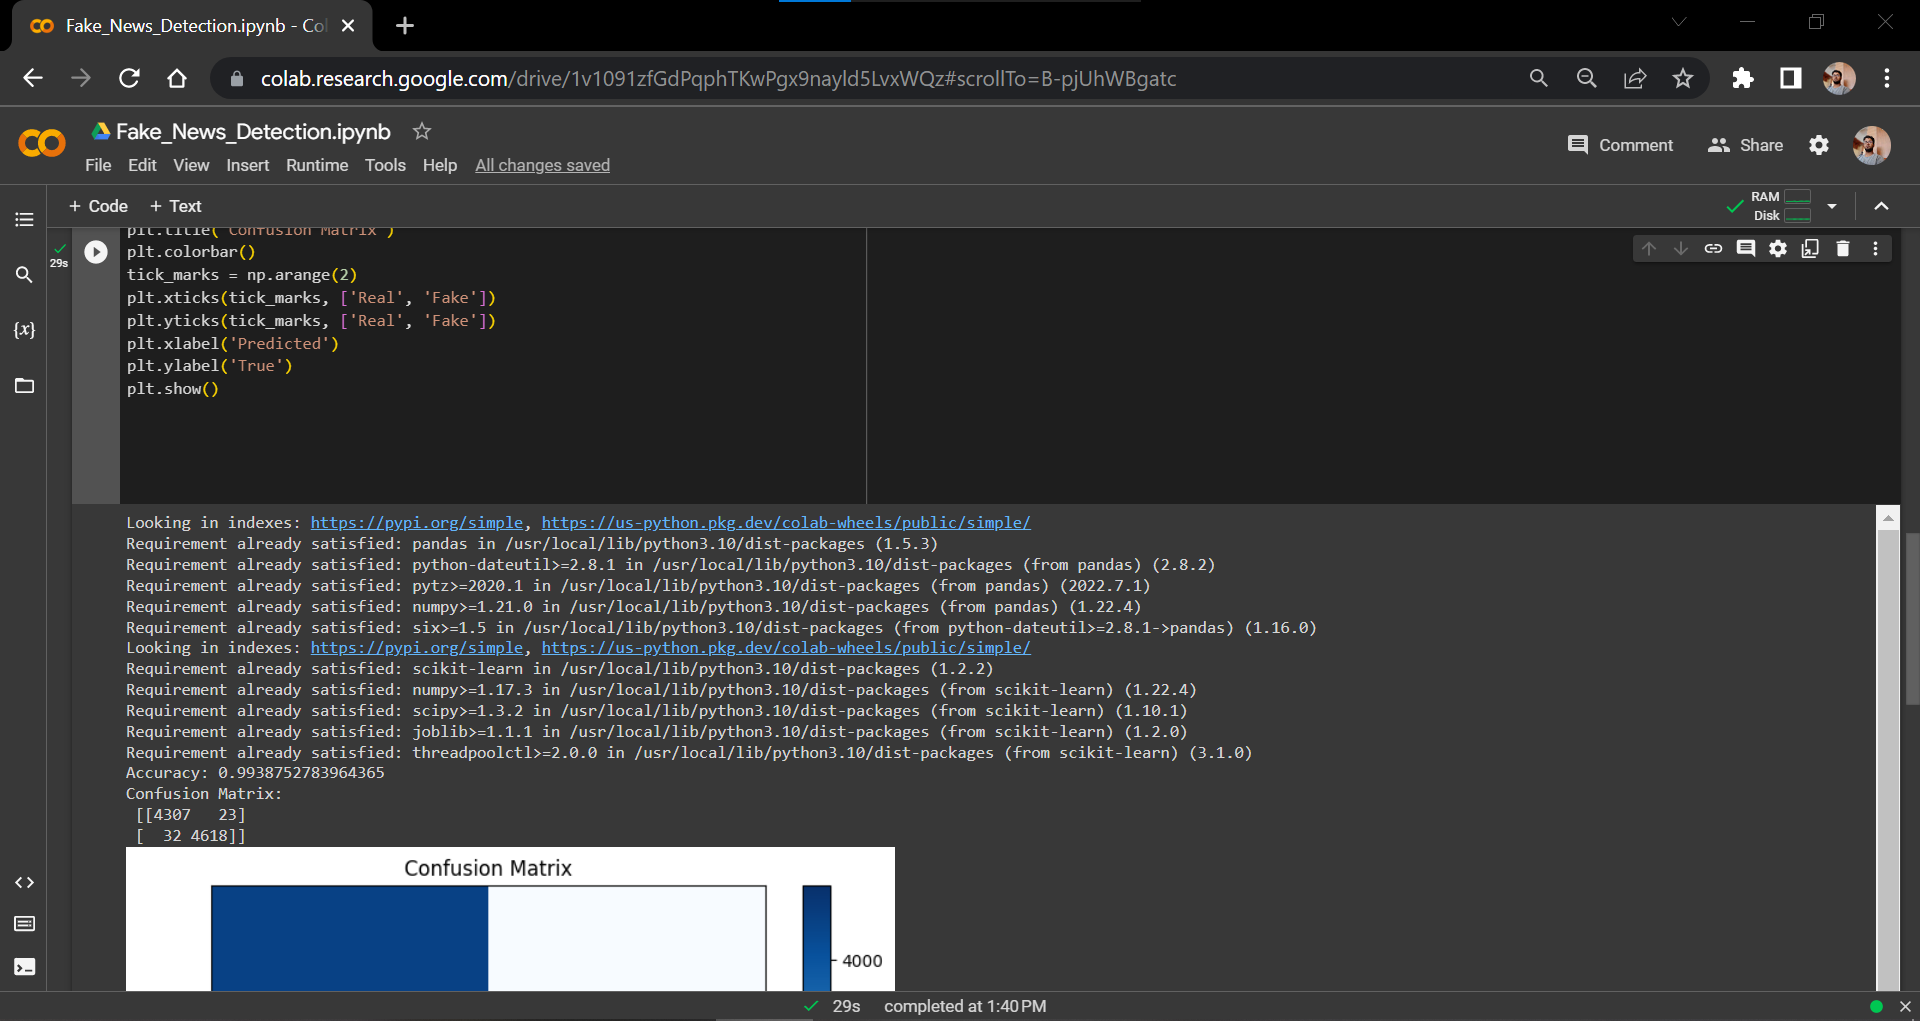 Fake_News_Detection.ipynb - Co
colab.research.google.com/drive/1v1091zfGdPqphTKwPgx9nayld5LvxWQz#scrollTo=B-pjUhWBgatc
Fake_News_Detection.ipynb
Comment
Share
File Edit View Insert Runtime Tools Help All changes saved
+ Code + Text
RAM
Disk
29s
plt.title('Confusion Matrix')
plt.colorbar()
tick_marks = np.arange(2)
plt.xticks(tick_marks, ['Real', 'Fake'])
plt.yticks(tick_marks, ['Real', 'Fake'])
plt.xlabel('Predicted')
plt.ylabel('True')
plt.show()
Looking in indexes: https://pypi.org/simple, https://us-python.pkg.dev/colab-wheels/public/simple/
Requirement already satisfied: pandas in /usr/local/lib/python3.10/dist-packages (1.5.3)
Requirement already satisfied: python-dateutil>=2.8.1 in /usr/local/lib/python3.10/dist-packages (from pandas) (2.8.2)
Requirement already satisfied: pytz>=2020.1 in /usr/local/lib/python3.10/dist-packages (from pandas) (2022.7.1)
Requirement already satisfied: numpy>=1.21.0 in /usr/local/lib/python3.10/dist-packages (from pandas) (1.22.4)
Requirement already satisfied: six>=1.5 in /usr/local/lib/python3.10/dist-packages (from python-dateutil>=2.8.1->pandas) (1.16.0)
Looking in indexes: https://pypi.org/simple, https://us-python.pkg.dev/colab-wheels/public/simple/
Requirement already satisfied: scikit-learn in /usr/local/lib/python3.10/dist-packages (1.2.2)
Requirement already satisfied: numpy>=1.17.3 in /usr/local/lib/python3.10/dist-packages (from scikit-learn) (1.22.4)
Requirement already satisfied: scipy>=1.3.2 in /usr/local/lib/python3.10/dist-packages (from scikit-learn) (1.10.1)
Requirement already satisfied: joblib>=1.1.1 in /usr/local/lib/python3.10/dist-packages (from scikit-learn) (1.2.0)
Requirement already satisfied: threadpoolctl>=2.0.0 in /usr/local/lib/python3.10/dist-packages (from scikit-learn) (3.1.0)
Accuracy: 0.9938752783964365
Confusion Matrix:
[[4307   23]
[  32 4618]]
Confusion Matrix
4000
29s completed at 1:40 PM